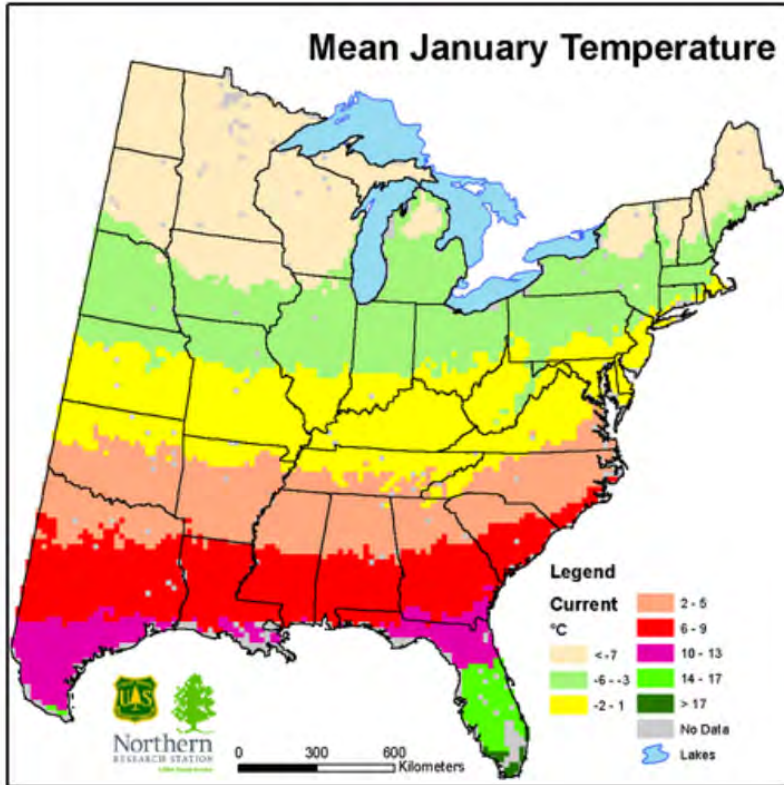 Mean January Temperature
Legend
Current
°C
< -7
-6 - -3
-2 - 1
2 - 5
6 - 9
10 - 13
14 - 17
> 17
No Data
Lakes
UAS
Northern
RESEARCH STATION
0 300 600
Kilometers